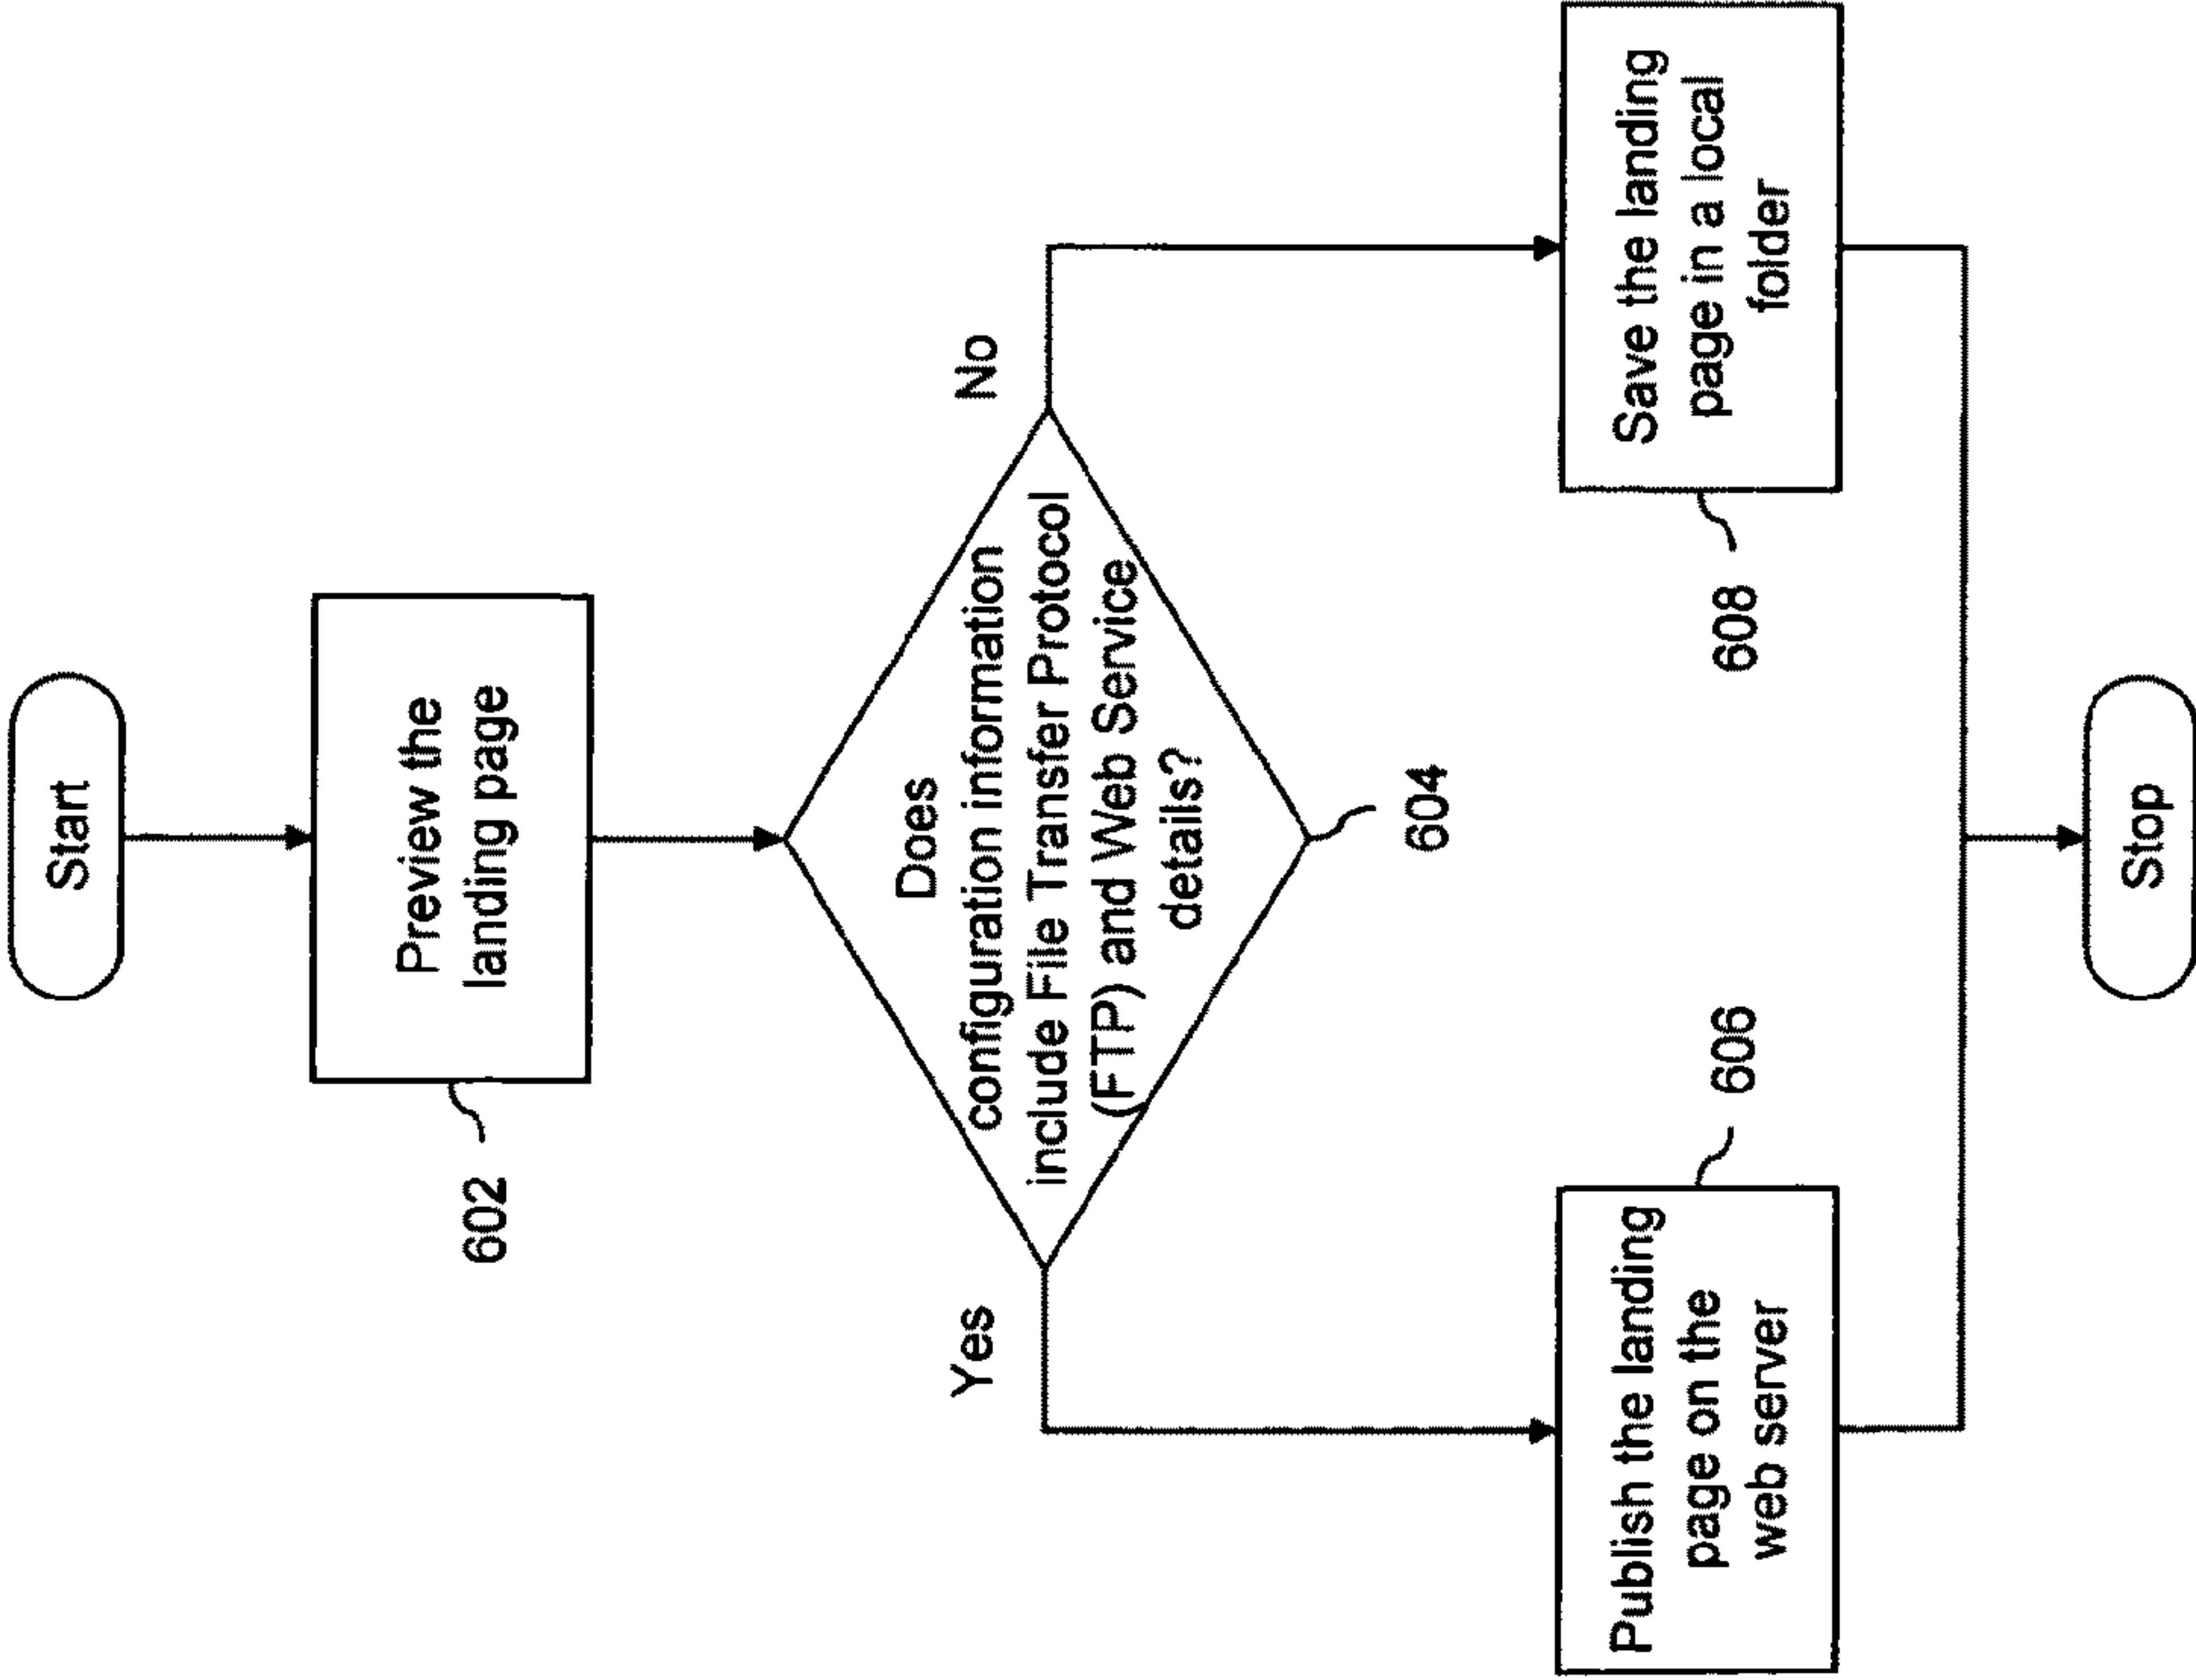 Start
Preview the
landing page
602
Does
configuration information
include File Transfer Protocol
(FTP) and Web Service
details?
604
Yes
No
Publish the landing
page on the
web server
606
Save the landing
page in a local
folder
608
Stop